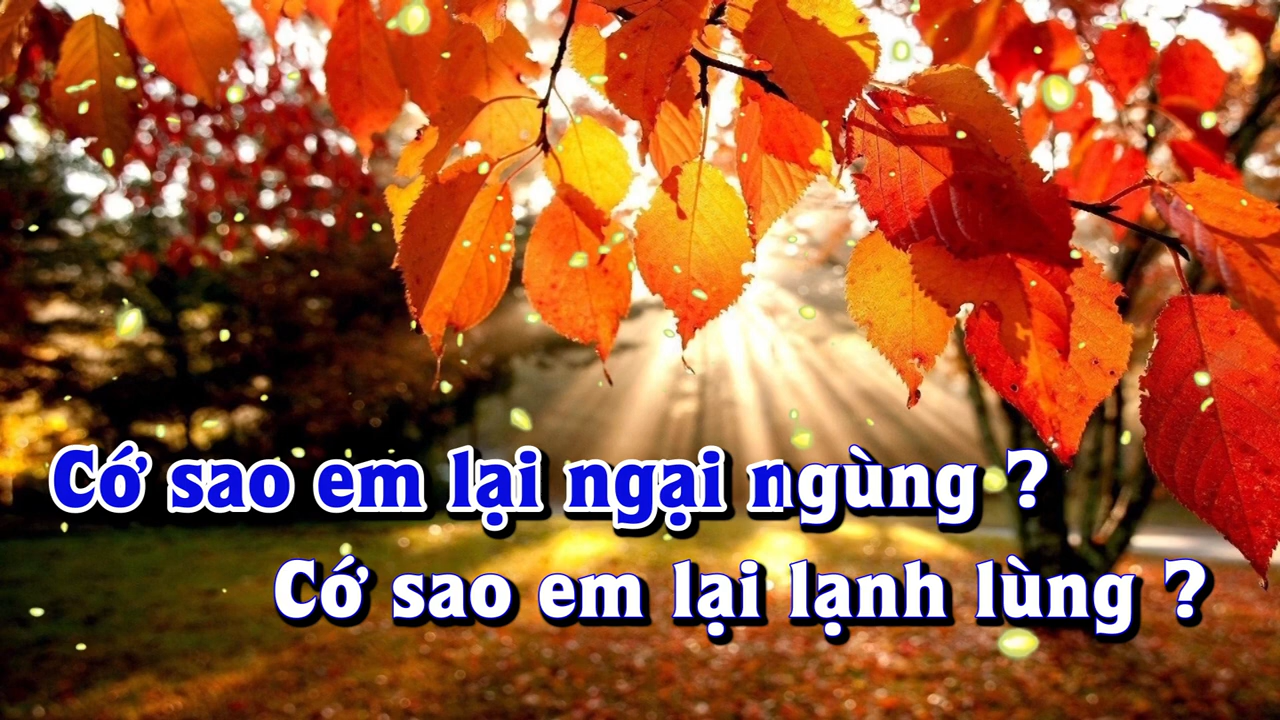 Cớ sao em lại ngại ngùng ?
Cớ sao em lại lạnh lùng ?